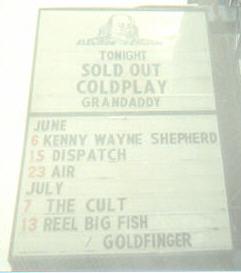 TONIGHT
SOLD OUT
COLDPLAY
GRANDADDY
JUNE
6 KENNY WAYNE SHEPHERD
15 DISPATCH
23 AIR
JULY
7 THE CULT
13 REEL BIG FISH
/ GOLDFINGER